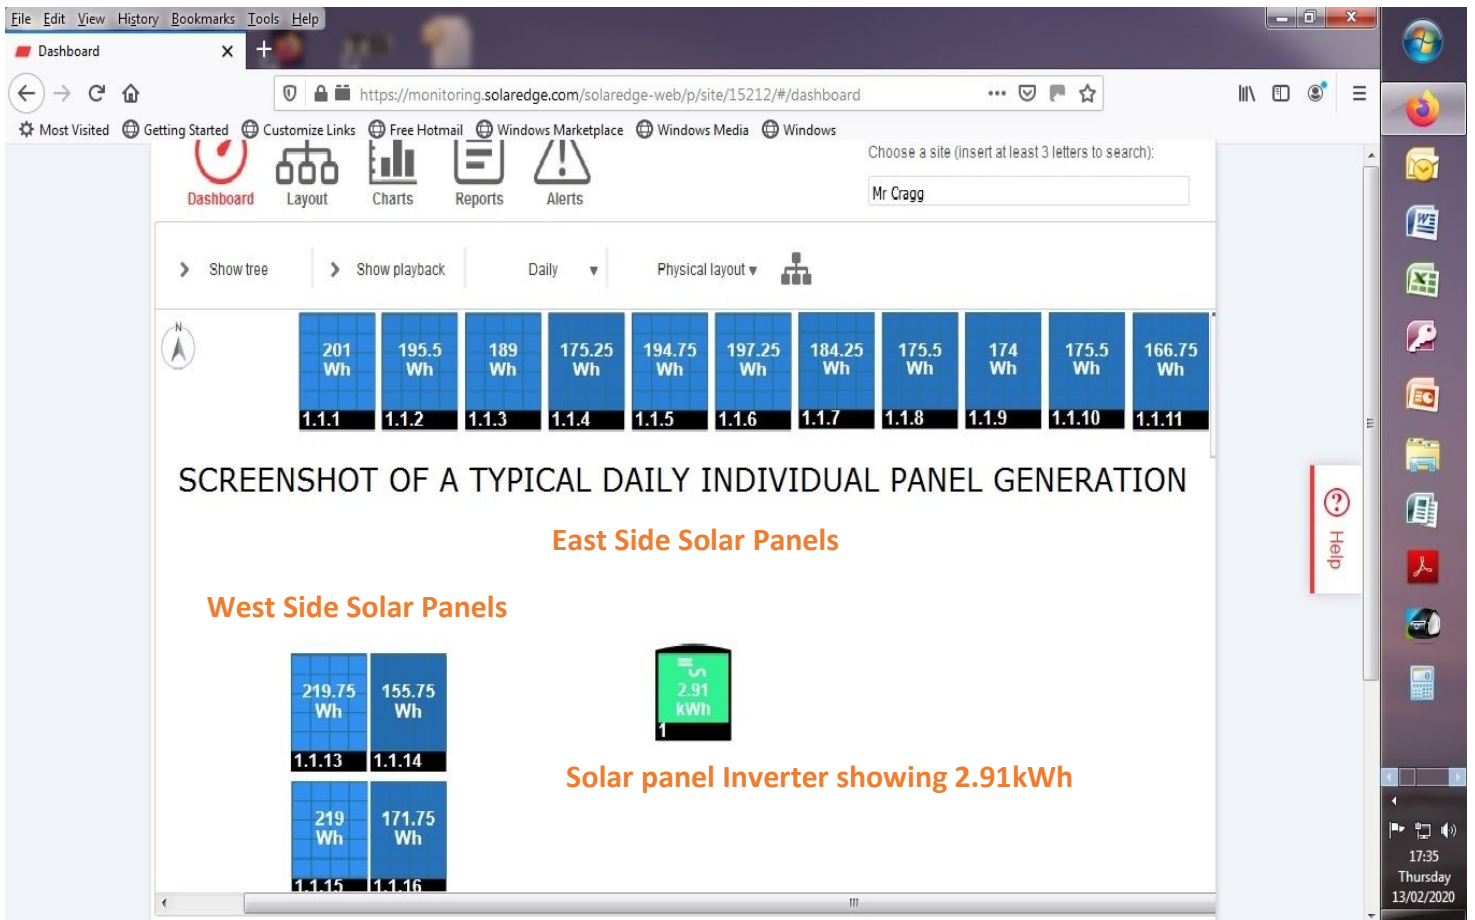 File Edit View History Bookmarks Tools Help
Dashboard
https://monitoring.solaredge.com/solaredge-web/p/site/15212/#/dashboard
Most Visited Getting Started Customize Links Free Hotmail Windows Marketplace Windows Media Windows
Choose a site (insert at least 3 letters to search):
Mr Cragg
Dashboard Layout Charts Reports Alerts
Show tree Show playback Daily Physical layout
N
201 195.5 189 175.25 194.75 197.25 184.25 175.5 174 175.5 166.75
Wh Wh Wh Wh Wh Wh Wh Wh Wh Wh Wh
1.1.1 1.1.2 1.1.3 1.1.4 1.1.5 1.1.6 1.1.7 1.1.8 1.1.9 1.1.10 1.1.11
SCREENSHOT OF A TYPICAL DAILY INDIVIDUAL PANEL GENERATION
East Side Solar Panels
West Side Solar Panels
219.75 155.75
Wh Wh
1.1.13 1.1.14
2.91
kWh
1
Solar panel Inverter showing 2.91kWh
219 171.75
Wh Wh
1.1.15 1.1.16
? Help
17:35
Thursday
13/02/2020